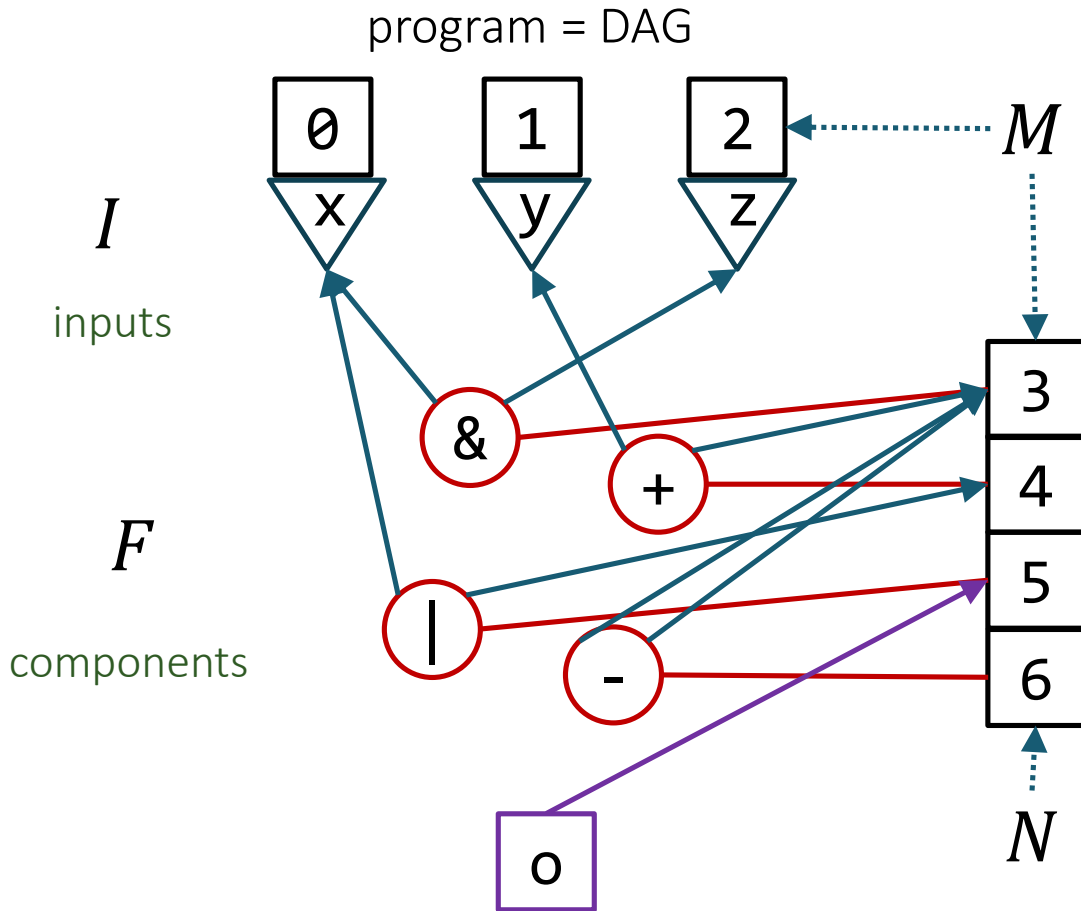 program = DAG
0 1 2 M
x y z
I
inputs
3
&
+ 4
F
5
|
components - 6
N
o